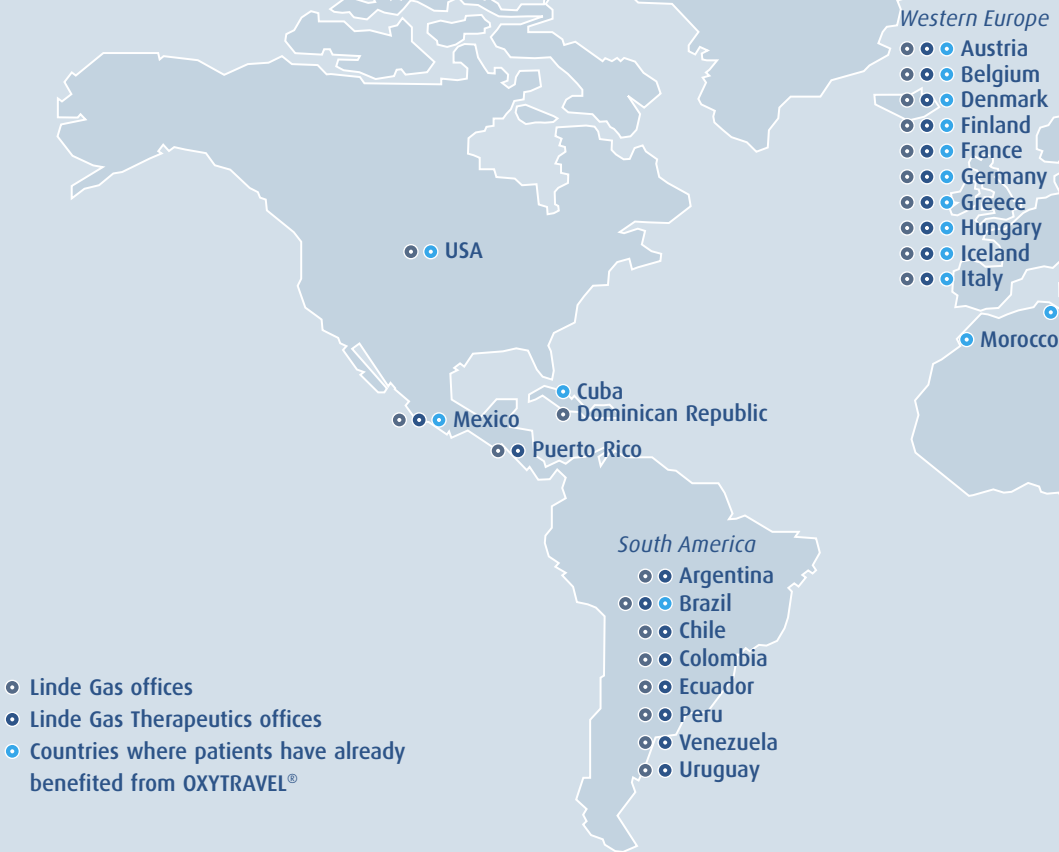 Western Europe
Austria
Belgium
Denmark
Finland
France
Germany
Greece
Hungary
Iceland
Italy
Morocco
USA
Cuba
Dominican Republic
Mexico
Puerto Rico
South America
Argentina
Brazil
Chile
Colombia
Ecuador
Peru
Venezuela
Uruguay
Linde Gas offices
Linde Gas Therapeutics offices
Countries where patients have already
benefited from OXYTRAVEL®